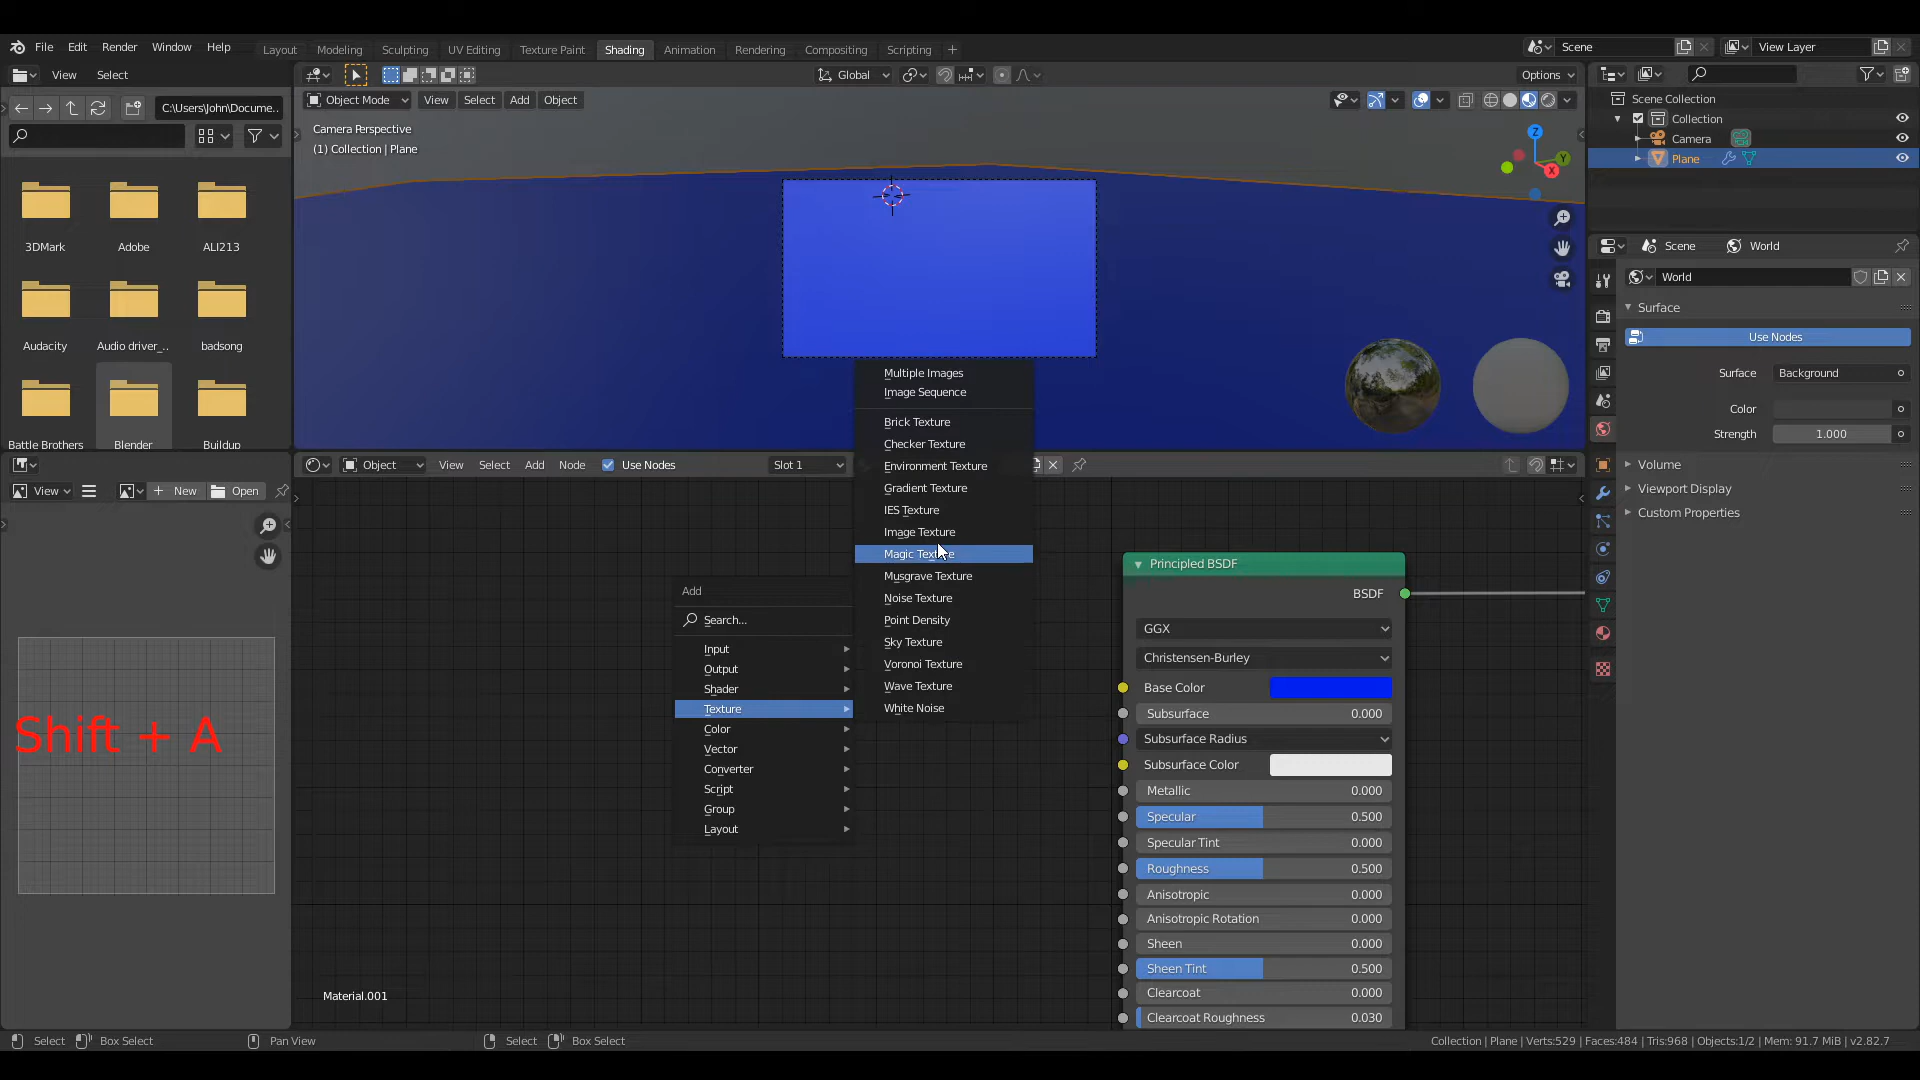 File Edit Render Window Help Layout Modeling Sculpting UV Editing Texture Paint Shading Animation Rendering Compositing Scripting + Scene View Layer
View Select Global Options
C:\Users\John\Docume.. Object Mode View Select Add Object
Scene Collection
Collection
Camera
Plane
Camera Perspective
(1) Collection | Plane
Z
Y
X
3DMark Adobe ALI213
Audacity Audio driver_.. badsong
Battle Brothers Blender Buildup
Scene World
World
Surface
Use Nodes
Surface Background
Color
Strength 1.000
Volume
Viewport Display
Custom Properties
Object View Select Add Node Use Nodes Slot 1
View New Open
Multiple Images
Image Sequence
Brick Texture
Checker Texture
Environment Texture
Gradient Texture
IES Texture
Image Texture
Magic Texture
Musgrave Texture
Noise Texture
Point Density
Sky Texture
Voronoi Texture
Wave Texture
White Noise
Add
Search...
Input
Output
Shader
Texture
Color
Vector
Converter
Script
Group
Layout
Shift + A
Principled BSDF
BSDF
GGX
Christensen-Burley
Base Color
Subsurface 0.000
Subsurface Radius
Subsurface Color
Metallic 0.000
Specular 0.500
Specular Tint 0.000
Roughness 0.500
Anisotropic 0.000
Anisotropic Rotation 0.000
Sheen 0.000
Sheen Tint 0.500
Clearcoat 0.000
Clearcoat Roughness 0.030
Material.001
Select Box Select Pan View Select Box Select Collection | Plane | Verts:529 | Faces:484 | Tris:968 | Objects:1/2 | Mem: 91.7 MiB | v2.82.7